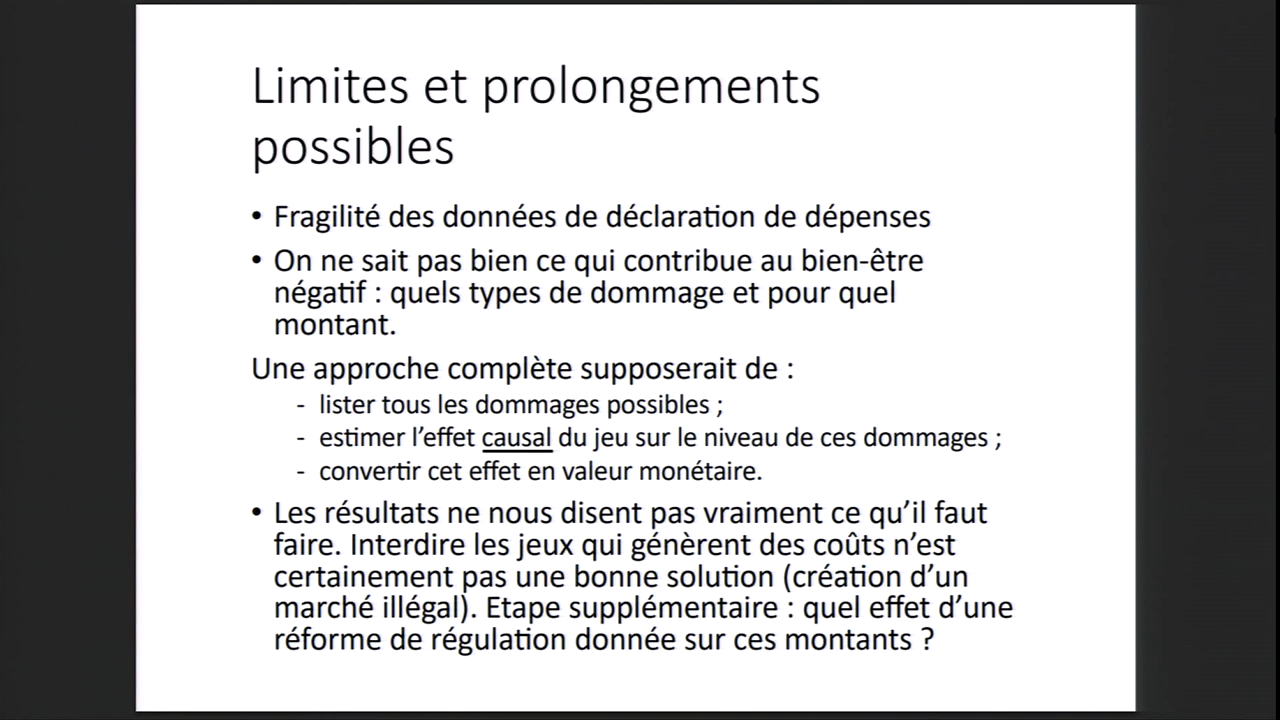 Limites et prolongements
possibles
• Fragilité des données de déclaration de dépenses
• On ne sait pas bien ce qui contribue au bien-être
négatif : quels types de dommage et pour quel
montant.
Une approche complète supposerait de :
- lister tous les dommages possibles ;
- estimer l’effet causal du jeu sur le niveau de ces dommages ;
- convertir cet effet en valeur monétaire.
• Les résultats ne nous disent pas vraiment ce qu’il faut
faire. Interdire les jeux qui génèrent des coûts n’est
certainement pas une bonne solution (création d’un
marché illégal). Etape supplémentaire : quel effet d’une
réforme de régulation donnée sur ces montants ?